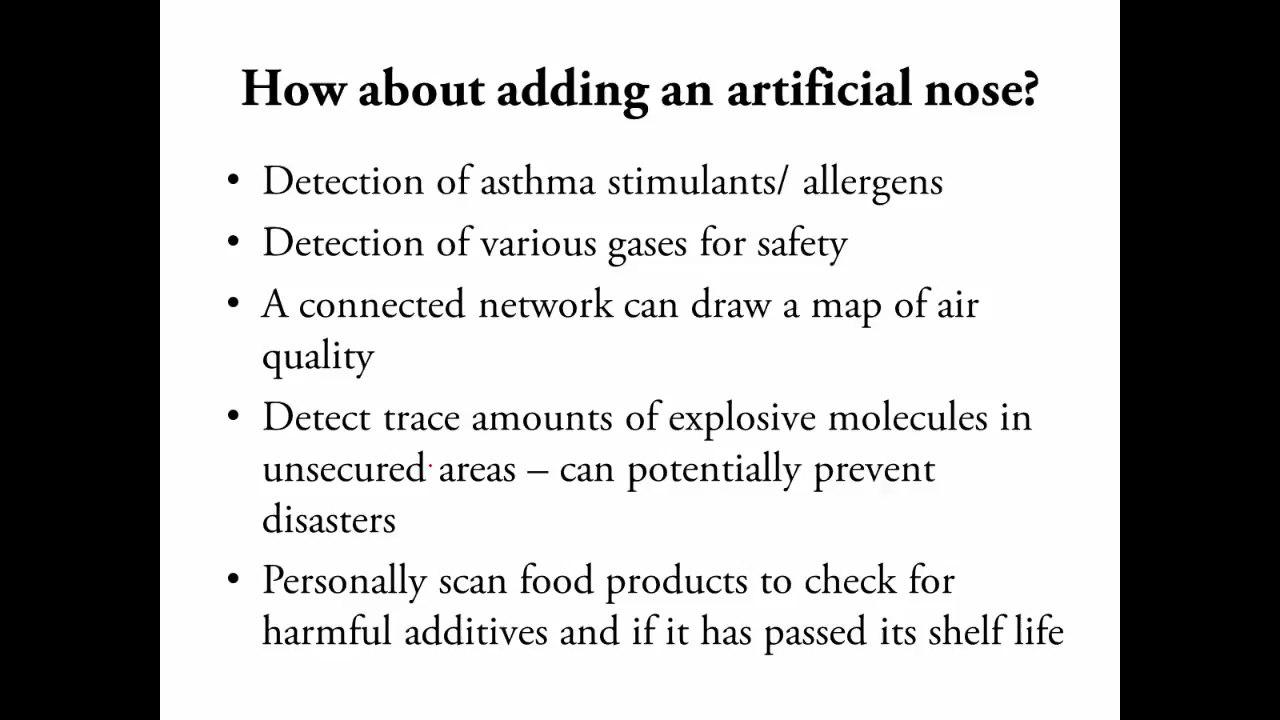 How about adding an artificial nose?
• Detection of asthma stimulants/ allergens
• Detection of various gases for safety
• A connected network can draw a map of air
quality
• Detect trace amounts of explosive molecules in
unsecured areas – can potentially prevent
disasters
• Personally scan food products to check for
harmful additives and if it has passed its shelf life